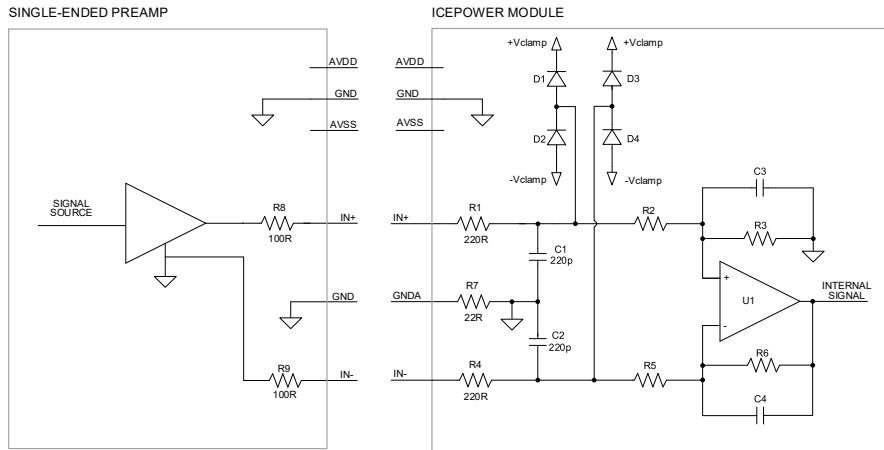 SINGLE-ENDED PREAMP
ICEPOWER MODULE
AVDD
AVDD
GND
GND
AVSS
AVSS
+Vclamp
+Vclamp
D1
D3
D2
D4
-Vclamp
-Vclamp
SIGNAL
SOURCE
R8
100R
IN+
IN+
R1
220R
R2
C3
R3
C1
220p
GND
GNDA
R7
22R
C2
220p
+
U1
-
INTERNAL
SIGNAL
R9
100R
IN-
IN-
R4
220R
R5
R6
C4